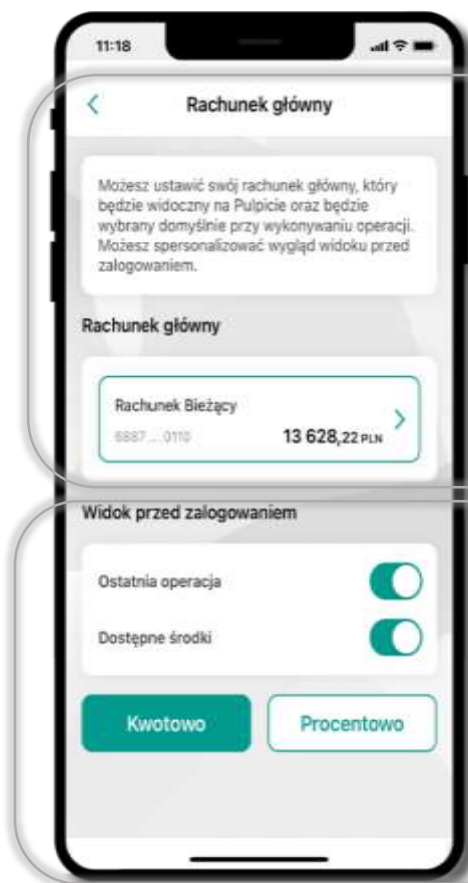 11:18
Rachunek główny
Możesz ustawić swój rachunek główny, który
będzie widoczny na Pulpicie oraz będzie
wybrany domyślnie przy wykonywaniu operacji.
Możesz spersonalizować wygląd widoku przed
zalogowaniem.
Rachunek główny
Rachunek Bieżący
6887 ... 0110 13 628,22 PLN
Widok przed zalogowaniem
Ostatnia operacja
Dostępne środki
Kwotowo Procentowo